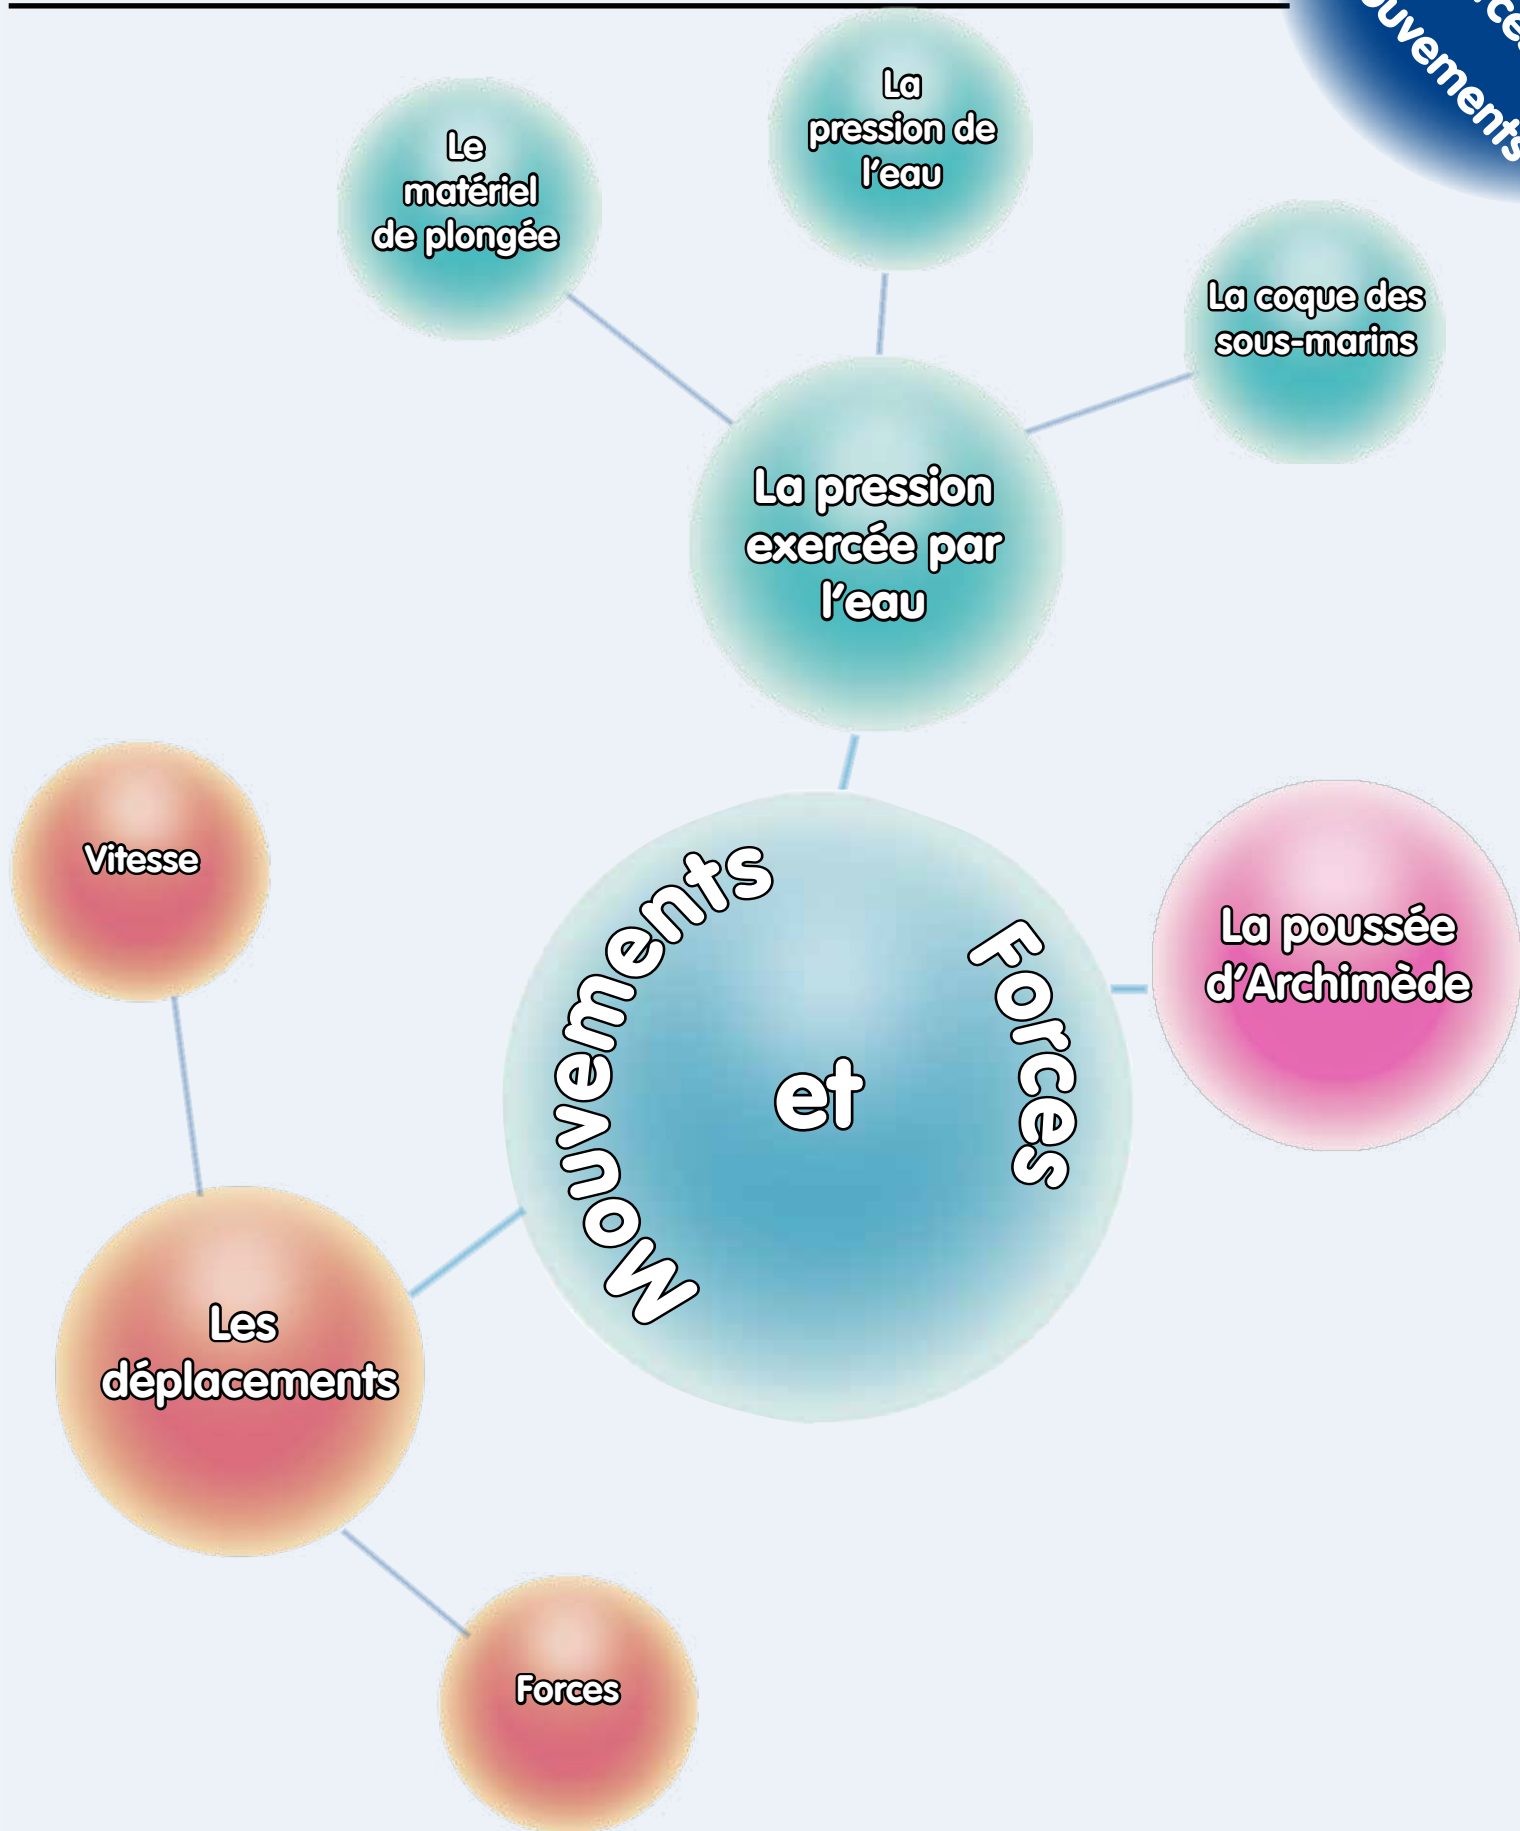 La
pression de
l'eau
Le
matériel
de plongée
La coque des
sous-marins
La pression
exercée par
l'eau
Vitesse
Mouvements
et
Forces
La poussée
d'Archimède
Les
déplacements
Forces